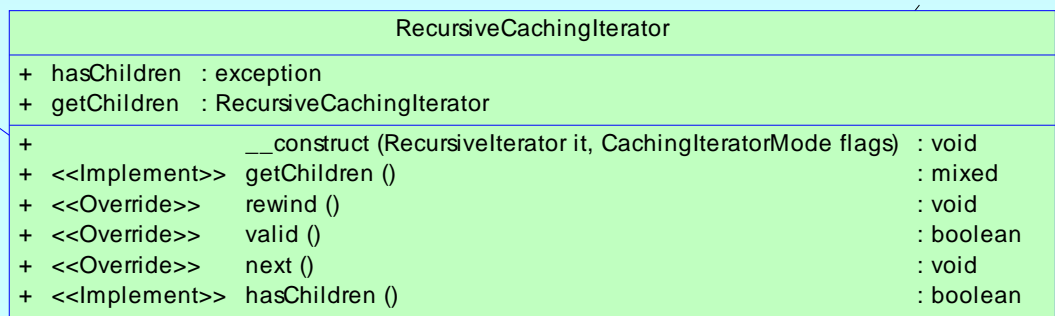 RecursiveCachingIterator
+ hasChildren : exception
+ getChildren : RecursiveCachingIterator
+ __construct (RecursiveIterator it, CachingIteratorMode flags) : void
+ <<Implement>> getChildren () : mixed
+ <<Override>> rewind () : void
+ <<Override>> valid () : boolean
+ <<Override>> next () : void
+ <<Implement>> hasChildren () : boolean